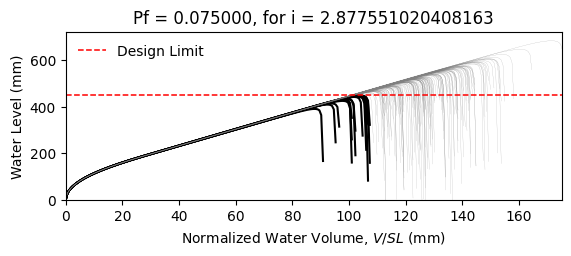 Pf = 0.075000, for i = 2.877551020408163
Design Limit
Water Level (mm)
600
400
200
0
0 20 40 60 80 100 120 140 160
Normalized Water Volume, V/SL (mm)